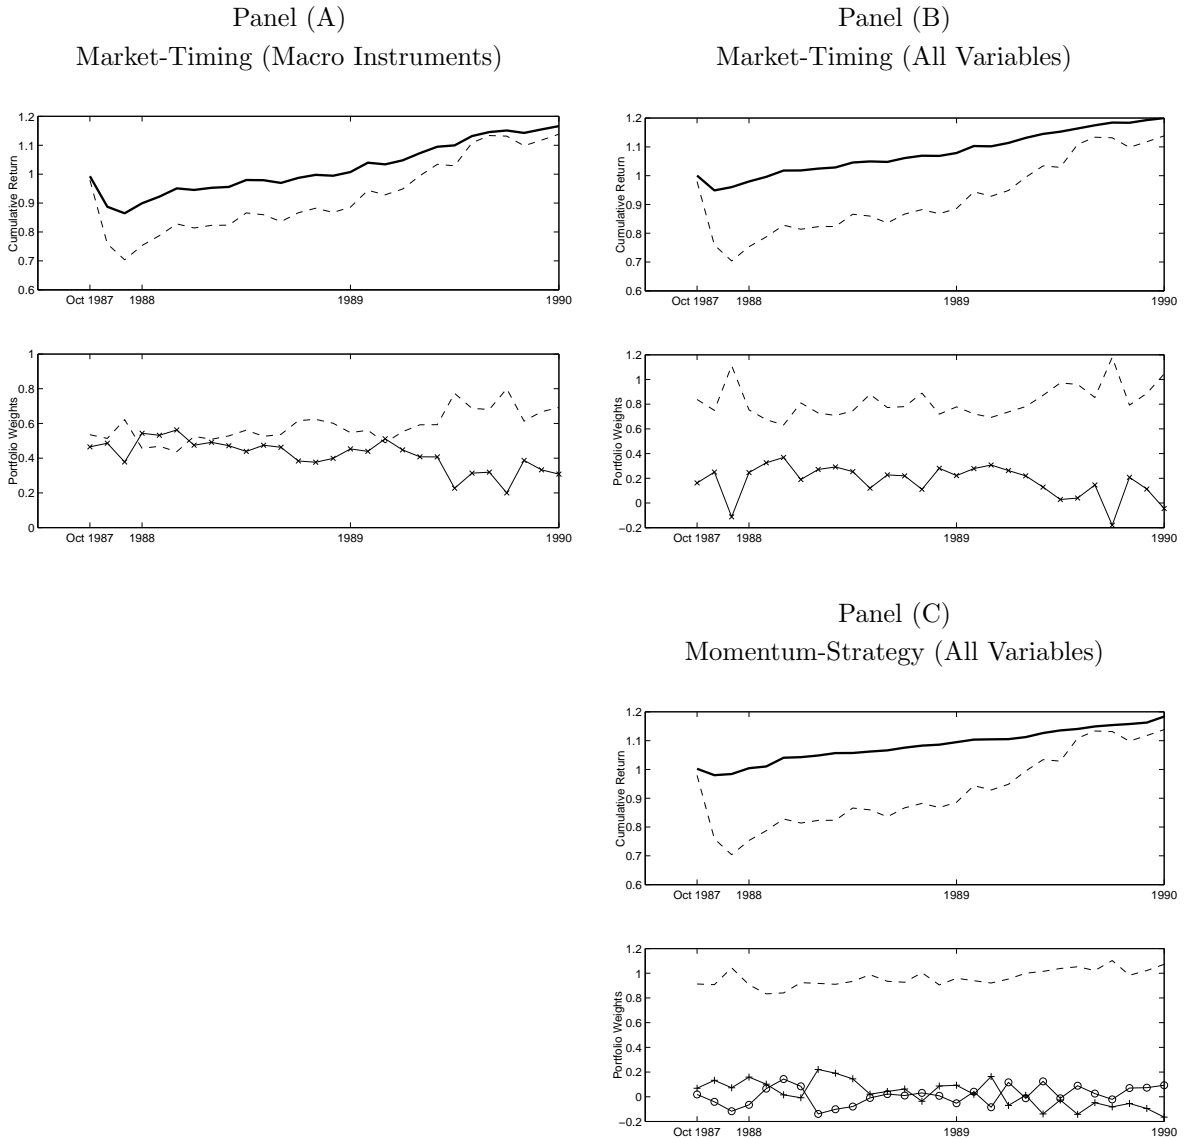 Panel (A)
Market-Timing (Macro Instruments)
Cumulative Return
1.2
1.1
1
0.9
0.8
0.7
0.6
Oct 1987 1988 1989 1990
Portfolio Weights
1
0.8
0.6
0.4
0.2
0
Oct 1987 1988 1989 1990
Panel (B)
Market-Timing (All Variables)
Cumulative Return
1.2
1.1
1
0.9
0.8
0.7
0.6
Oct 1987 1988 1989 1990
Portfolio Weights
1.2
1
0.8
0.6
0.4
0.2
0
−0.2
Oct 1987 1988 1989 1990
Panel (C)
Momentum-Strategy (All Variables)
Cumulative Return
1.2
1.1
1
0.9
0.8
0.7
0.6
Oct 1987 1988 1989 1990
Portfolio Weights
1.2
1
0.8
0.6
0.4
0.2
0
−0.2
Oct 1987 1988 1989 1990